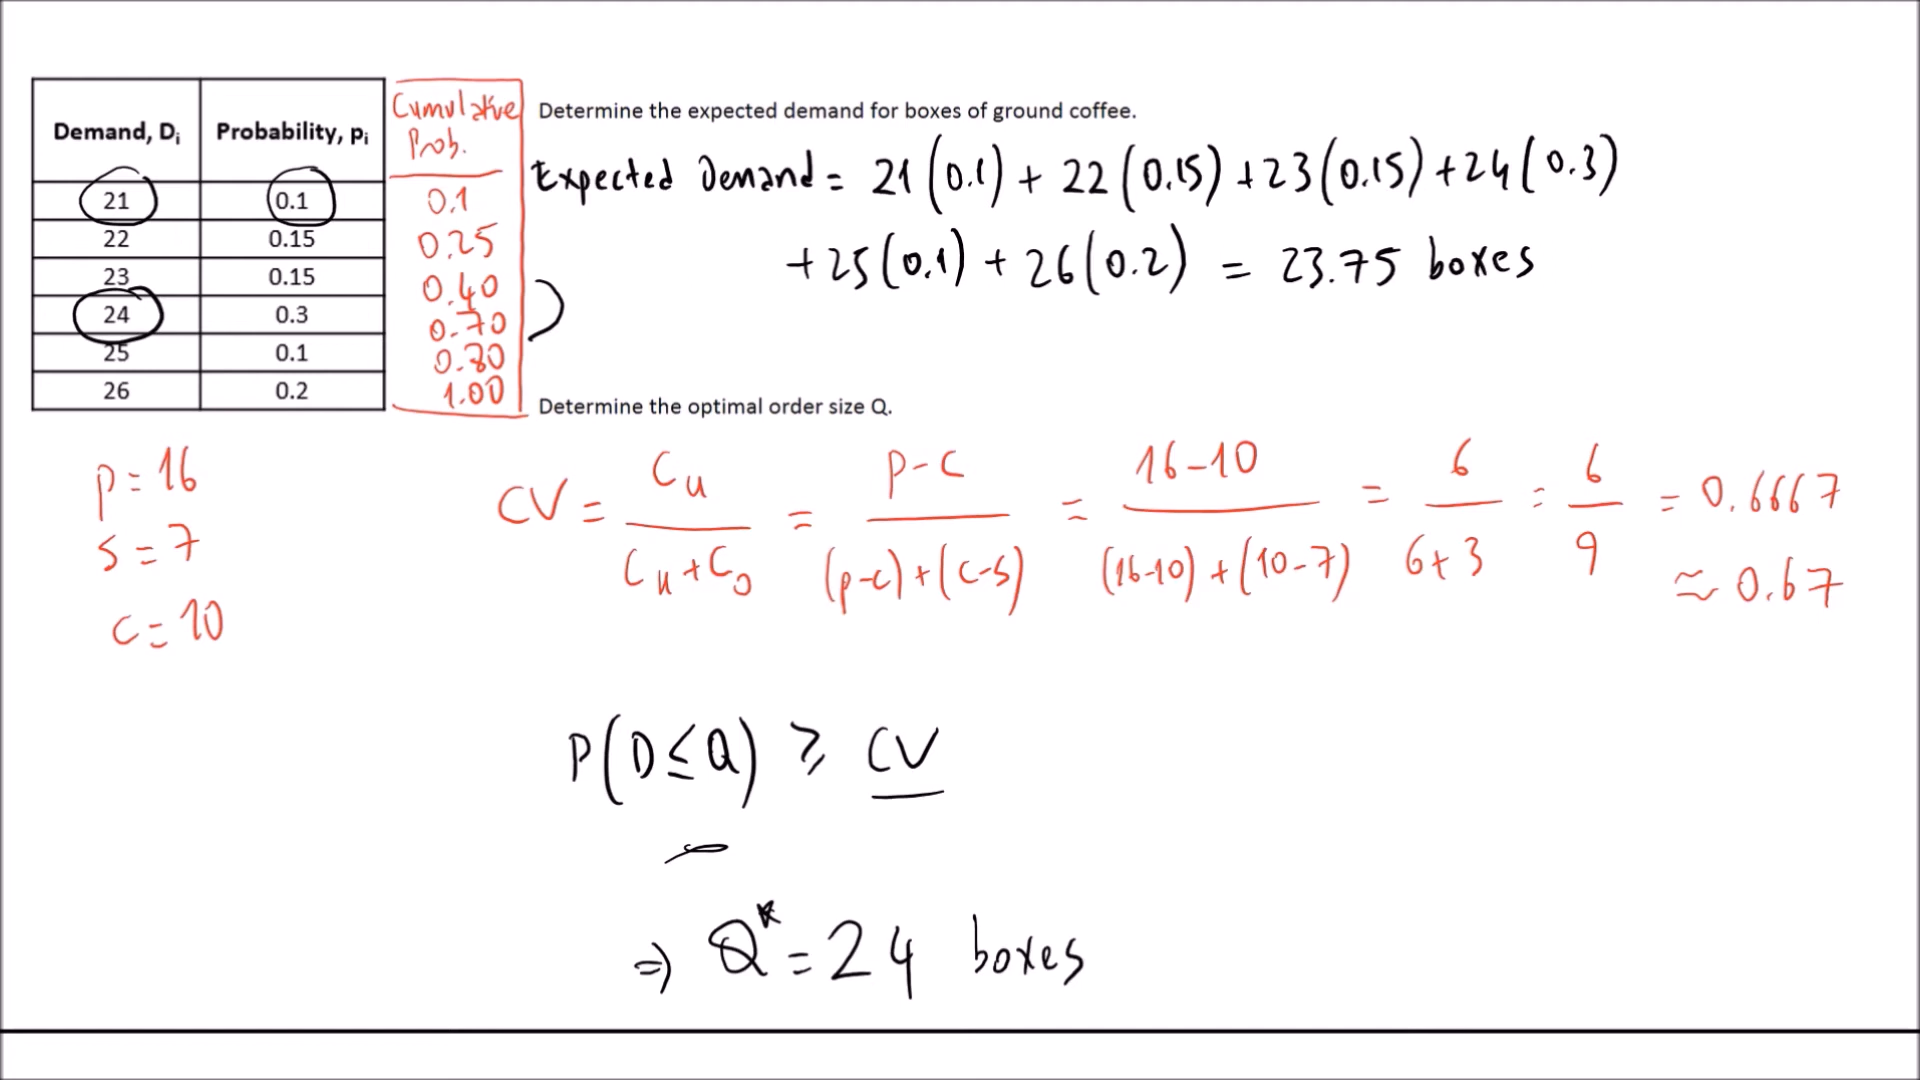 Demand, Di | Probability, pi | Cumulative Prob.
21 | 0.1 | 0.1
22 | 0.15 | 0.25
23 | 0.15 | 0.40
24 | 0.3 | 0.70
25 | 0.1 | 0.80
26 | 0.2 | 1.00
Determine the expected demand for boxes of ground coffee.
Expected Demand = 21(0.1) + 22(0.15) + 23(0.15) + 24(0.3)
+ 25(0.1) + 26(0.2) = 23.75 boxes
Determine the optimal order size Q.
p = 16
s = 7
c = 10
CV = Cu / (Cu + Co) = p-c / ((p-c) + (c-s)) = 16-10 / ((16-10) + (10-7)) = 6 / (6+3) = 6/9 = 0.6667
≈ 0.67
P(D ≤ Q) ≥ CV
⇒ Q* = 24 boxes